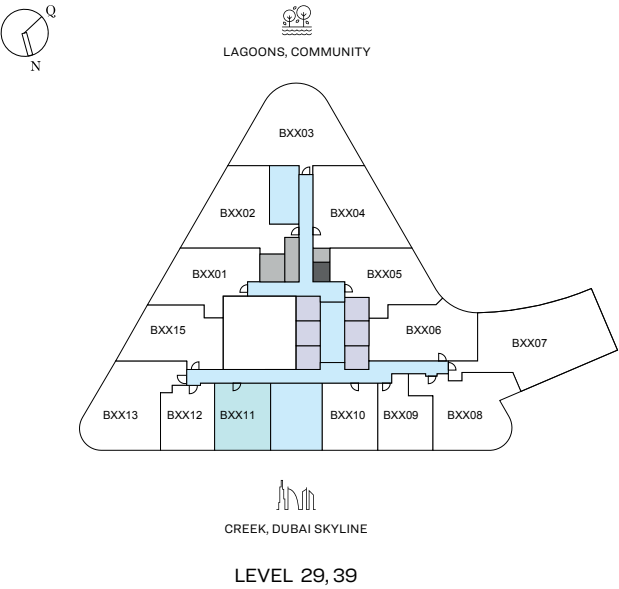 Q
N
LAGOONS, COMMUNITY
BXX03
BXX02
BXX04
BXX01
BXX05
BXX15
BXX06
BXX07
BXX13
BXX12
BXX11
BXX10
BXX09
BXX08
CREEK, DUBAI SKYLINE
LEVEL 29, 39